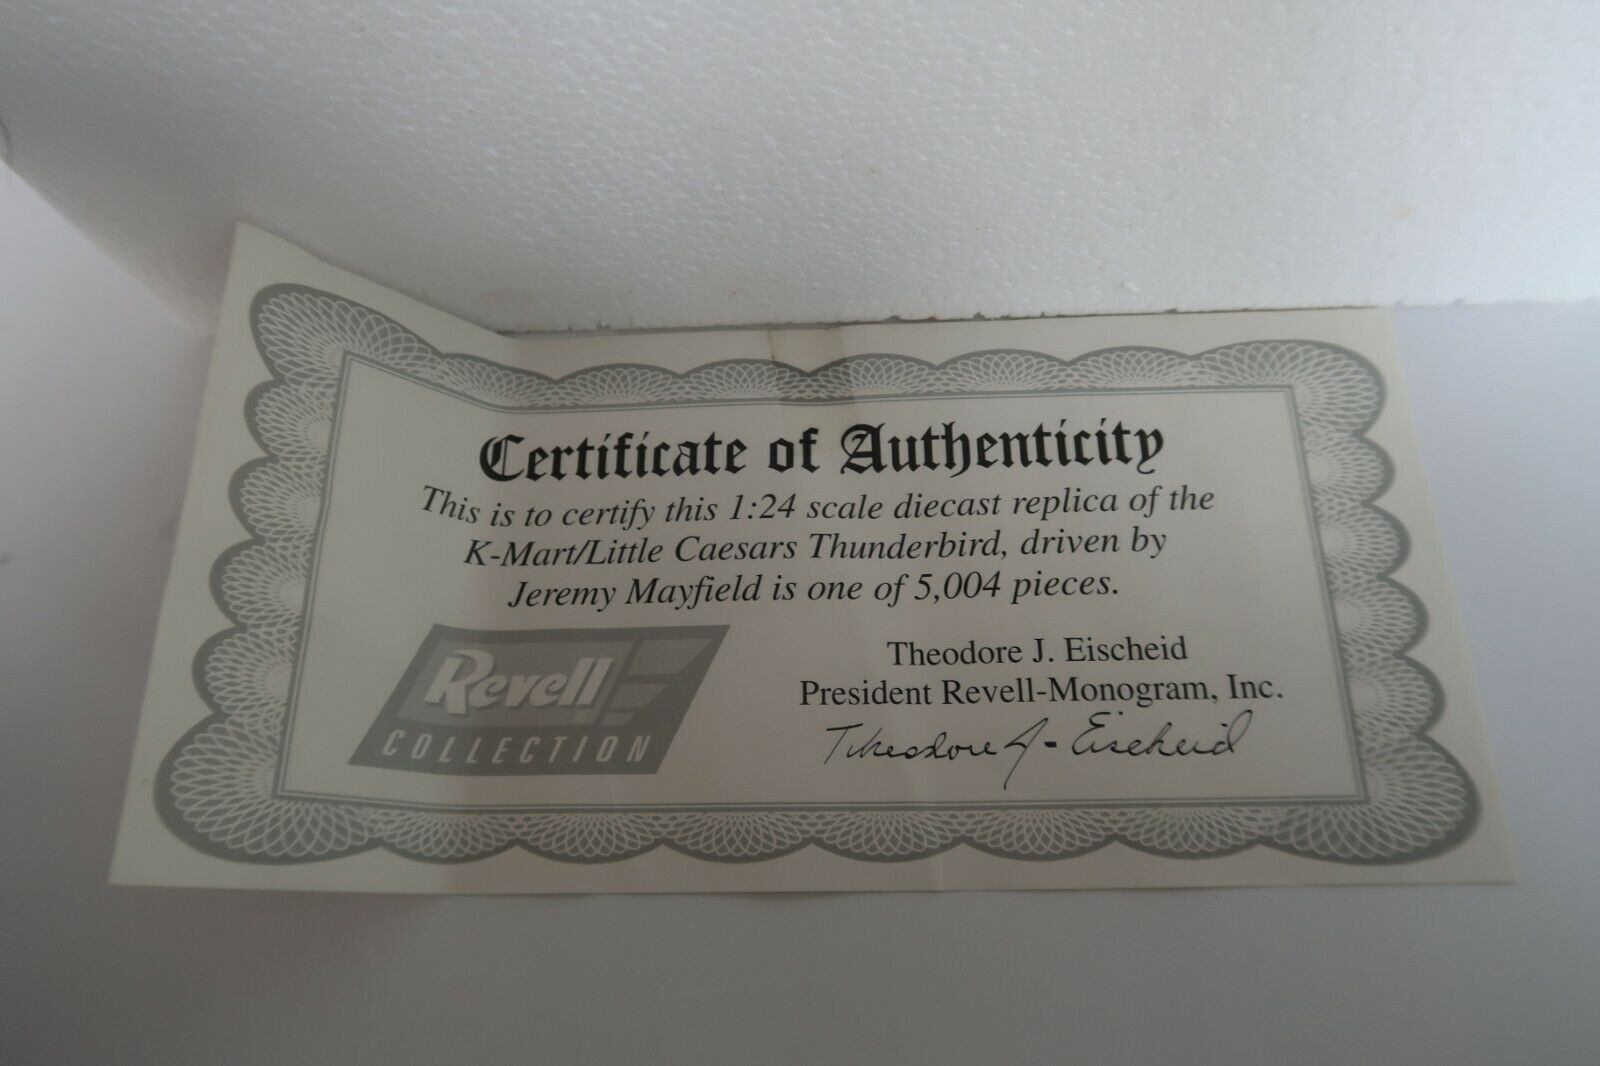 Certificate of Authenticity
This is to certify this 1:24 scale diecast replica of the
K-Mart/Little Caesars Thunderbird, driven by
Jeremy Mayfield is one of 5,004 pieces.
Revell
COLLECTION
Theodore J. Eischeid
President Revell-Monogram, Inc.
Theodore J. Eischeid